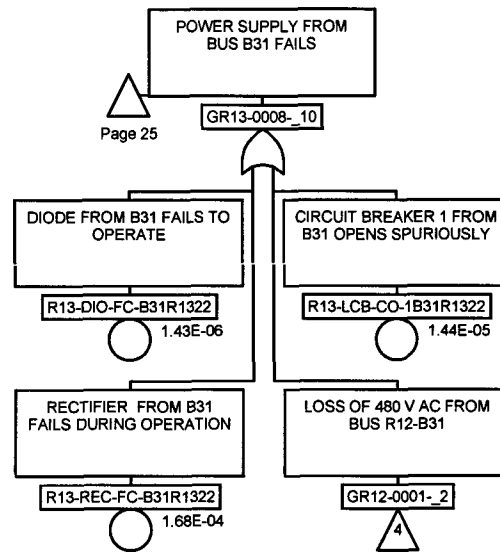 POWER SUPPLY FROM
BUS B31 FAILS
Page 25
GR13-0008-_10
DIODE FROM B31 FAILS TO
OPERATE
R13-DIO-FC-B31R1322
1.43E-06
CIRCUIT BREAKER 1 FROM
B31 OPENS SPURIOUSLY
R13-LCB-CO-1B31R1322
1.44E-05
RECTIFIER FROM B31
FAILS DURING OPERATION
R13-REC-FC-B31R1322
1.68E-04
LOSS OF 480 V AC FROM
BUS R12-B31
GR12-0001-_2
4